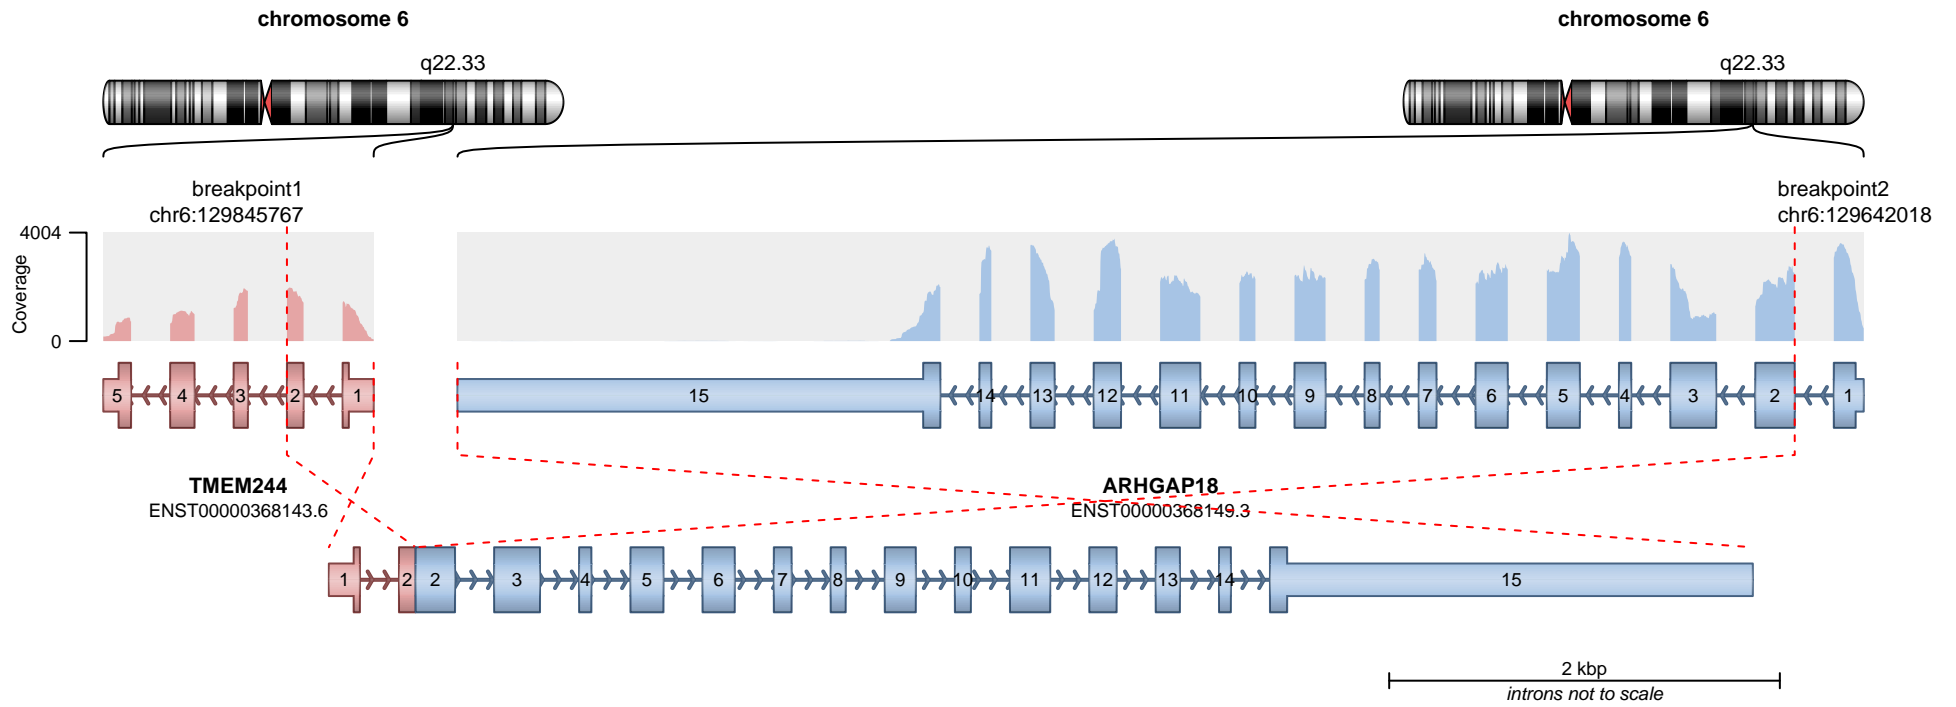 chromosome 6
chromosome 6
q22.33
q22.33
breakpoint1
chr6:129845767
breakpoint2
chr6:129642018
4004
Coverage
0
5 4 3 2 1
15 14 13 12 11 10 9 8 7 6 5 4 3 2 1
TMEM244
ENST00000368143.6
ARHGAP18
ENST00000368149.3
1 2 2 3 4 5 6 7 8 9 10 11 12 13 14 15
2 kbp
introns not to scale